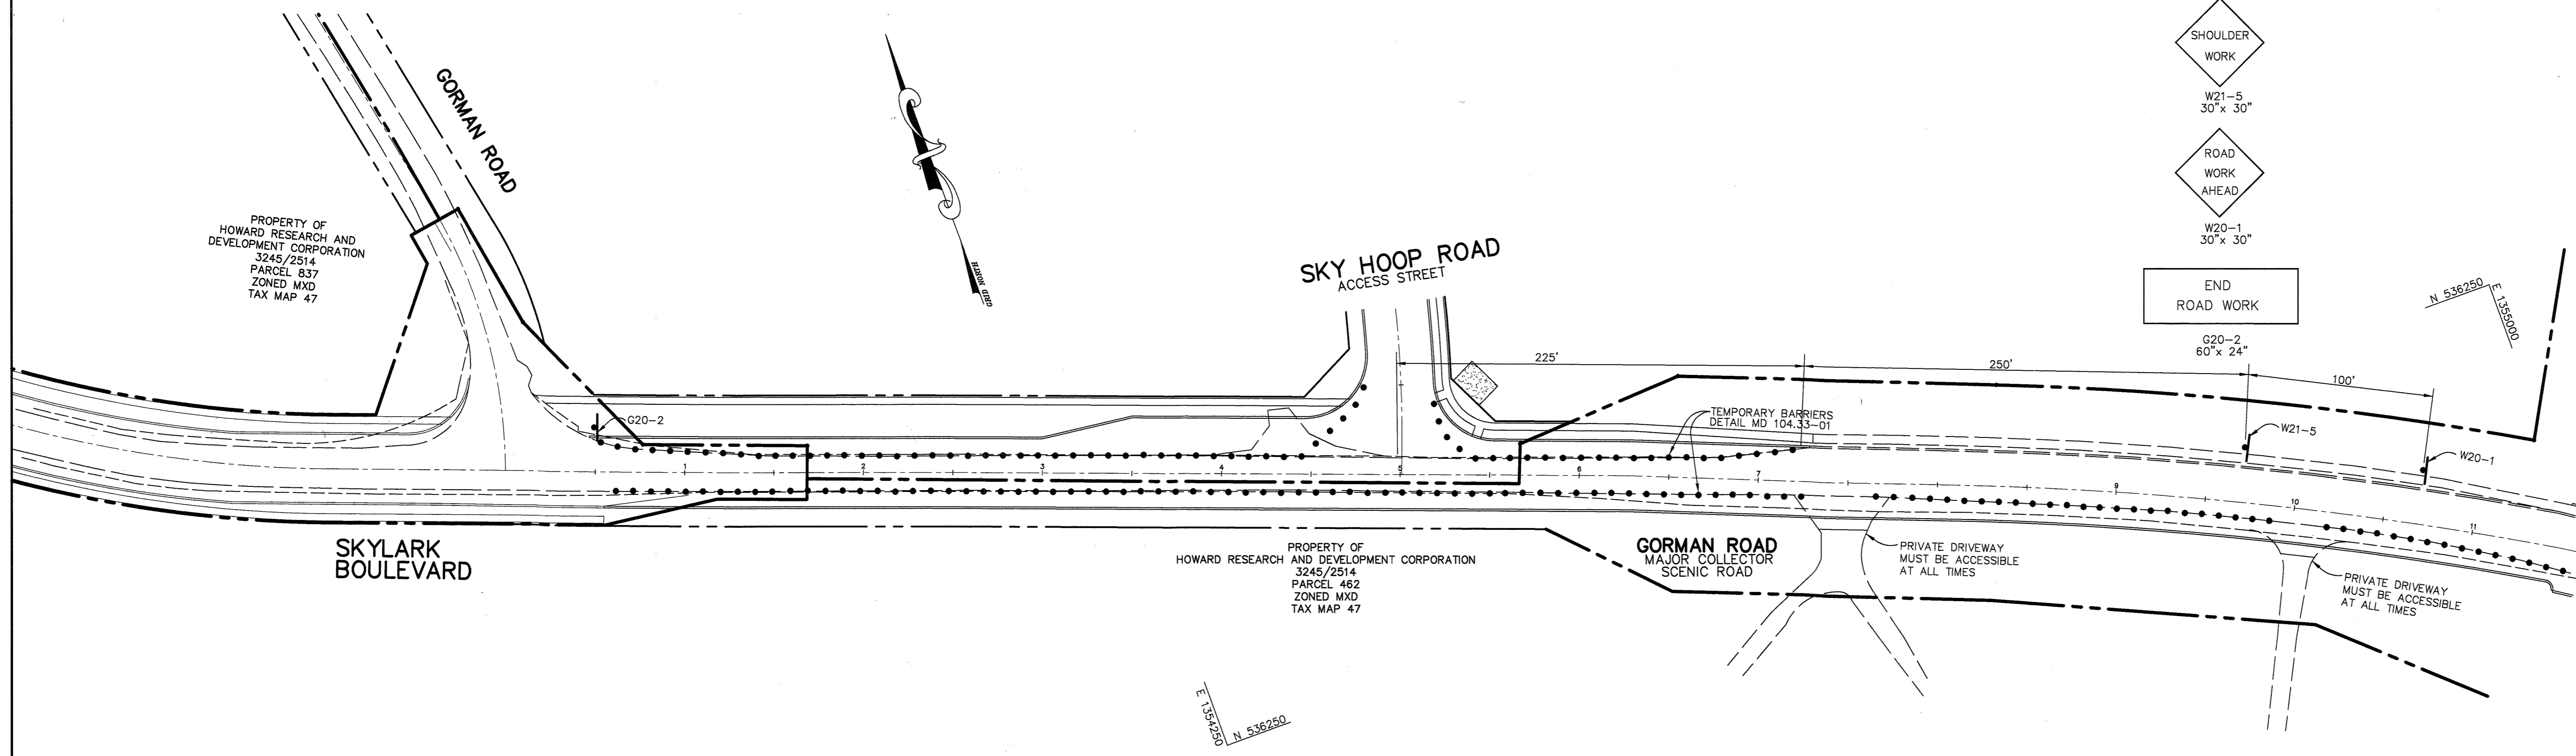 GORMAN ROAD
PROPERTY OF
HOWARD RESEARCH AND
DEVELOPMENT CORPORATION
3245/2514
PARCEL 837
ZONED MXD
TAX MAP 47
GRID NORTH
SKY HOOP ROAD
ACCESS STREET
SHOULDER
WORK
W21-5
30"x 30"
ROAD
WORK
AHEAD
W20-1
30"x 30"
END
ROAD WORK
G20-2
60"x 24"
N 536250
E 1355000
225'
250'
100'
G20-2
TEMPORARY BARRIERS
DETAIL MD 104.33-01
W21-5
W20-1
1
2
3
4
5
6
7
9
10
11
SKYLARK
BOULEVARD
PROPERTY OF
HOWARD RESEARCH AND DEVELOPMENT CORPORATION
3245/2514
PARCEL 462
ZONED MXD
TAX MAP 47
GORMAN ROAD
MAJOR COLLECTOR
SCENIC ROAD
PRIVATE DRIVEWAY
MUST BE ACCESSIBLE
AT ALL TIMES
PRIVATE DRIVEWAY
MUST BE ACCESSIBLE
AT ALL TIMES
E 1354250
N 536250